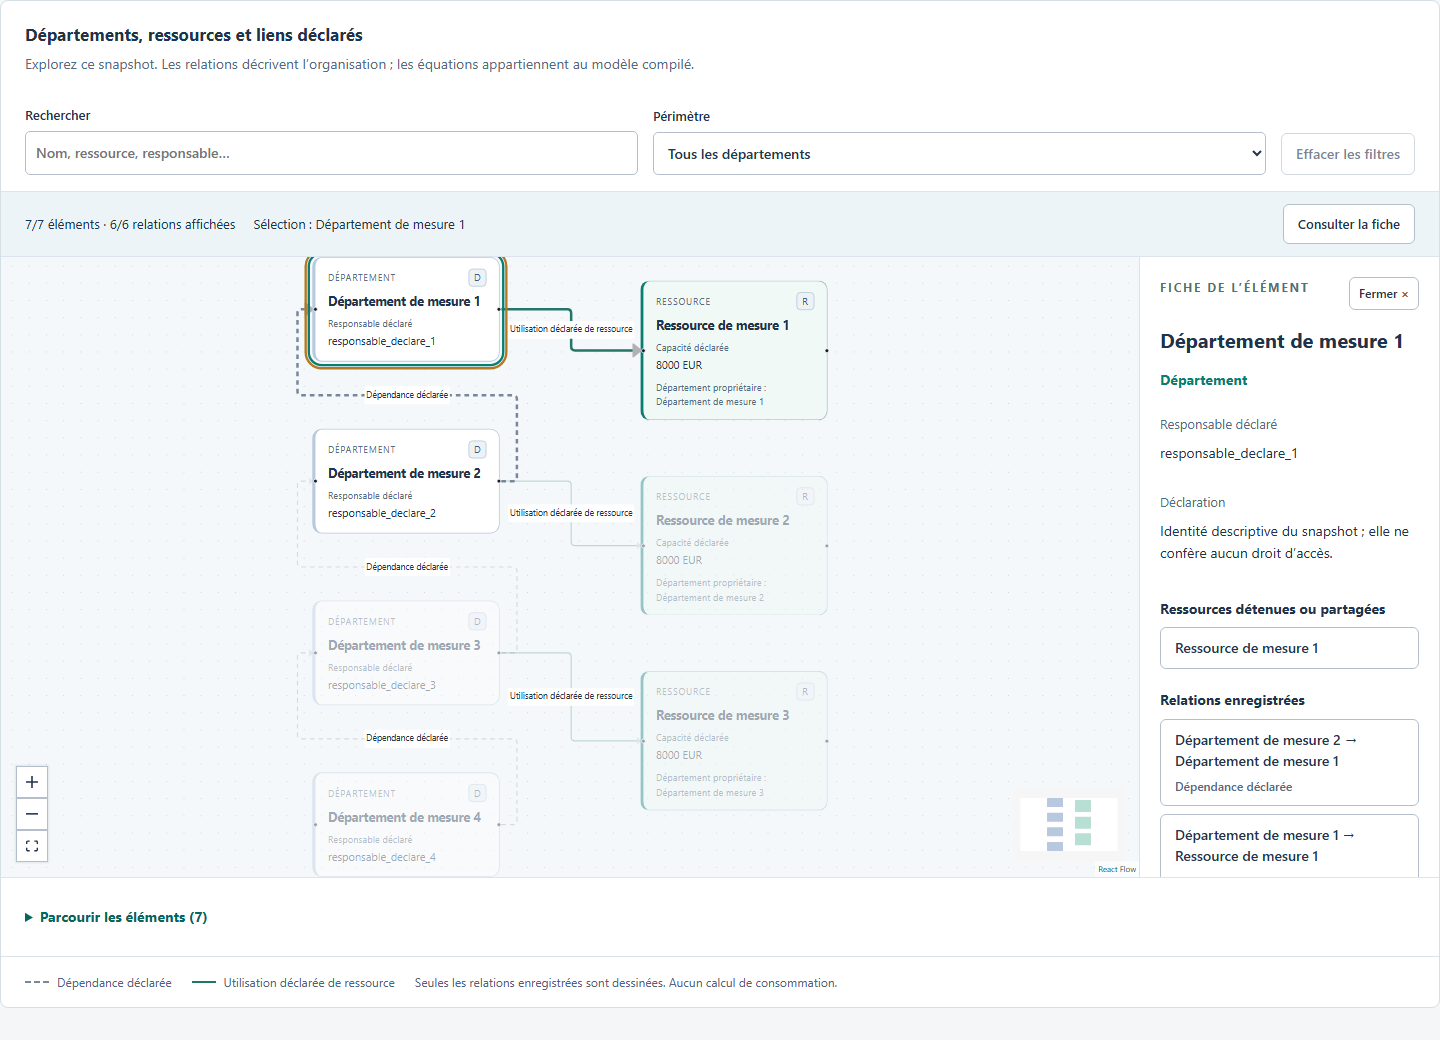 Départements, ressources et liens déclarés
Explorez ce snapshot. Les relations décrivent l’organisation ; les équations appartiennent au modèle compilé.
Rechercher
Nom, ressource, responsable...
Périmètre
Tous les départements
Effacer les filtres
7/7 éléments · 6/6 relations affichées
Sélection : Département de mesure 1
Consulter la fiche
DÉPARTEMENT
D
Département de mesure 1
Responsable déclaré
responsable_declare_1
Utilisation déclarée de ressource
RESSOURCE
R
Ressource de mesure 1
Capacité déclarée
8000 EUR
Département propriétaire :
Département de mesure 1
Dépendance déclarée
DÉPARTEMENT
D
Département de mesure 2
Responsable déclaré
responsable_declare_2
Utilisation déclarée de ressource
RESSOURCE
R
Ressource de mesure 2
Capacité déclarée
8000 EUR
Département propriétaire :
Département de mesure 2
Dépendance déclarée
DÉPARTEMENT
D
Département de mesure 3
Responsable déclaré
responsable_declare_3
Utilisation déclarée de ressource
RESSOURCE
R
Ressource de mesure 3
Capacité déclarée
8000 EUR
Département propriétaire :
Département de mesure 3
Dépendance déclarée
DÉPARTEMENT
D
Département de mesure 4
Responsable déclaré
responsable_declare_4
React Flow
FICHE DE L’ÉLÉMENT
Fermer ×
Département de mesure 1
Département
Responsable déclaré
responsable_declare_1
Déclaration
Identité descriptive du snapshot ; elle ne
confère aucun droit d’accès.
Ressources détenues ou partagées
Ressource de mesure 1
Relations enregistrées
Département de mesure 2 →
Département de mesure 1
Dépendance déclarée
Département de mesure 1 →
Ressource de mesure 1
Parcourir les éléments (7)
Dépendance déclarée
Utilisation déclarée de ressource
Seules les relations enregistrées sont dessinées. Aucun calcul de consommation.